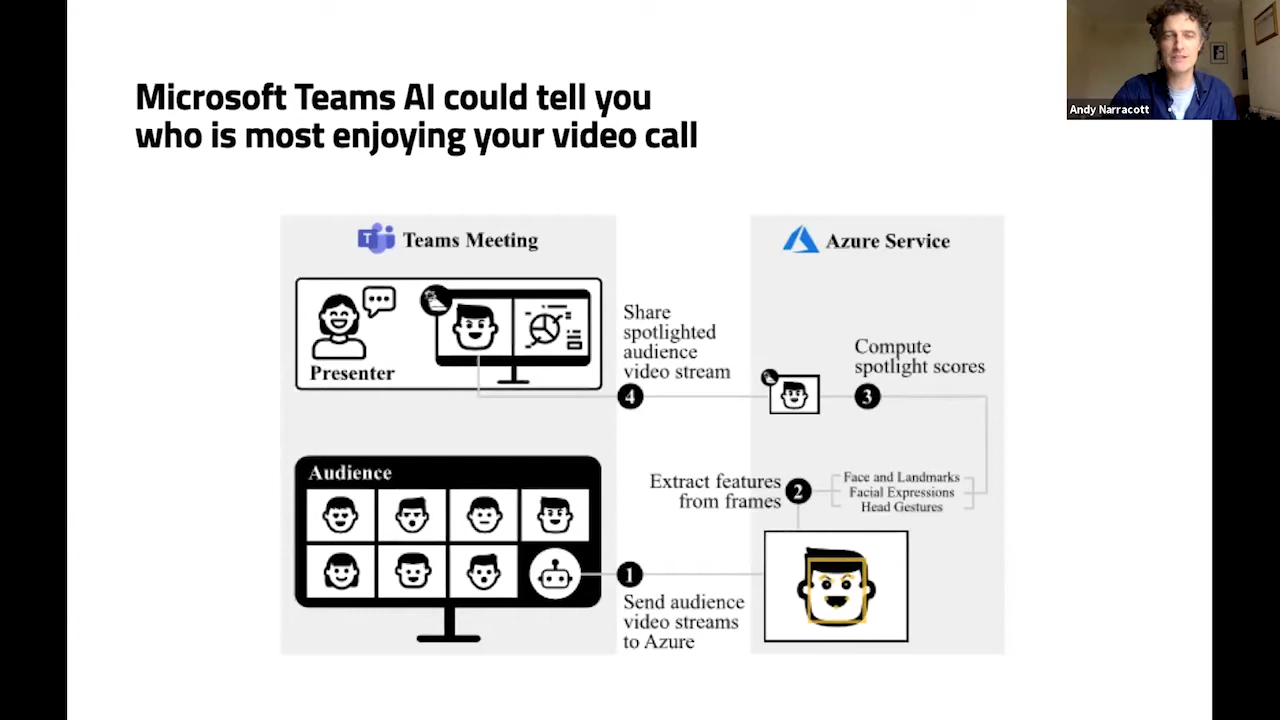 Microsoft Teams AI could tell you
who is most enjoying your video call
Andy Narracott
T
Teams Meeting
Azure Service
Presenter
Share
spotlighted
audience
video stream
4
Compute
spotlight scores
3
Audience
Extract features
from frames
2
Face and Landmarks
Facial Expressions
Head Gestures
1
Send audience
video streams
to Azure